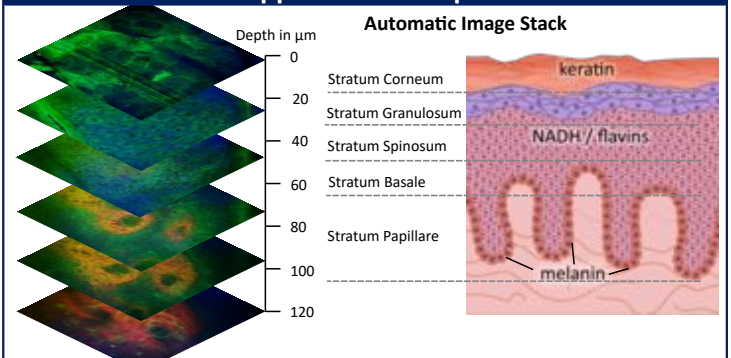 Automatic Image Stack
Depth in µm
0
20
40
60
80
100
120
Stratum Corneum
Stratum Granulosum
Stratum Spinosum
Stratum Basale
Stratum Papillare
keratin
NADH / flavins
melanin